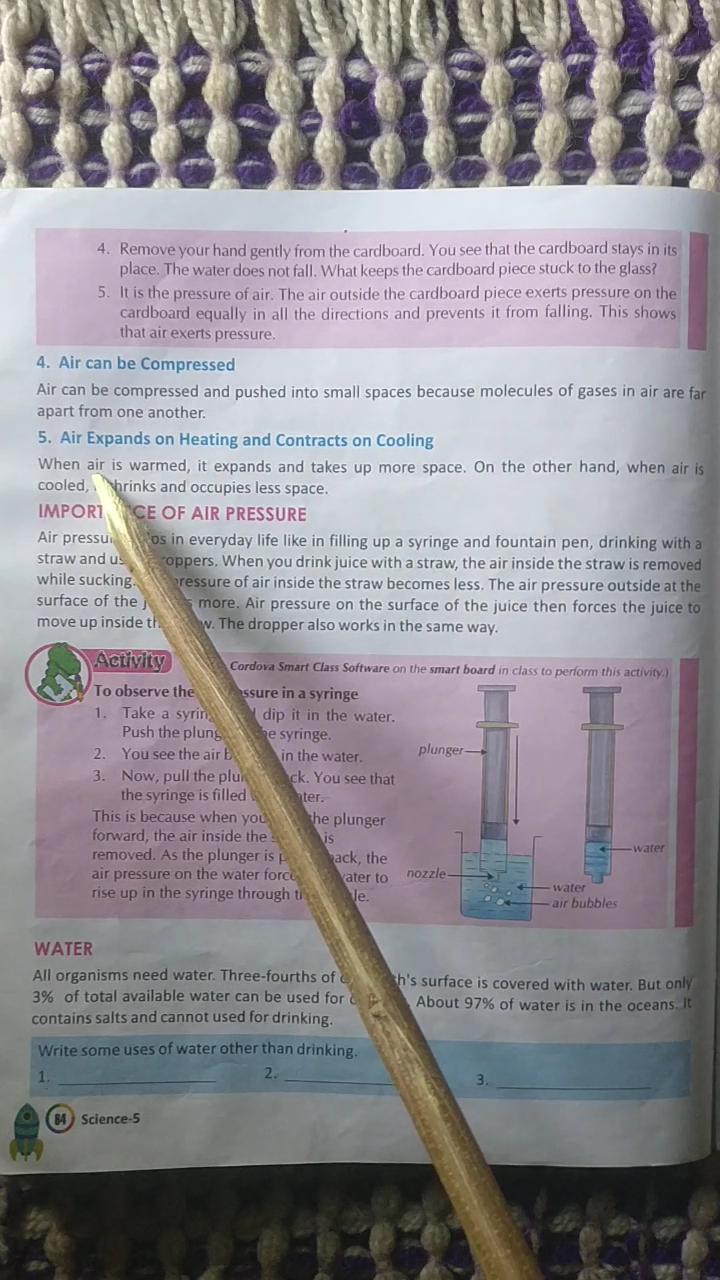 4. Remove your hand gently from the cardboard. You see that the cardboard stays in its
place. The water does not fall. What keeps the cardboard piece stuck to the glass?
5. It is the pressure of air. The air outside the cardboard piece exerts pressure on the
cardboard equally in all the directions and prevents it from falling. This shows
that air exerts pressure.
4. Air can be Compressed
Air can be compressed and pushed into small spaces because molecules of gases in air are far
apart from one another.
5. Air Expands on Heating and Contracts on Cooling
When air is warmed, it expands and takes up more space. On the other hand, when air is
cooled, shrinks and occupies less space.
IMPORTANCE OF AIR PRESSURE
Air pressure helps in everyday life like in filling up a syringe and fountain pen, drinking with a
straw and using droppers. When you drink juice with a straw, the air inside the straw is removed
while sucking. pressure of air inside the straw becomes less. The air pressure outside at the
surface of the juice is more. Air pressure on the surface of the juice then forces the juice to
move up inside the straw. The dropper also works in the same way.
Activity
Cordova Smart Class Software on the smart board in class to perform this activity.)
To observe the pressure in a syringe
1. Take a syringe and dip it in the water.
Push the plunger the syringe.
2. You see the air bubbles in the water.
3. Now, pull the plunger back. You see that
the syringe is filled water.
This is because when you the plunger
forward, the air inside the is
removed. As the plunger is back, the
air pressure on the water forces water to
rise up in the syringe through the nozzle.
plunger
nozzle
water
air bubbles
water
WATER
All organisms need water. Three-fourths of earth's surface is covered with water. But only
3% of total available water can be used for About 97% of water is in the oceans. It
contains salts and cannot used for drinking.
Write some uses of water other than drinking.
1. 2. 3.
84 Science-5